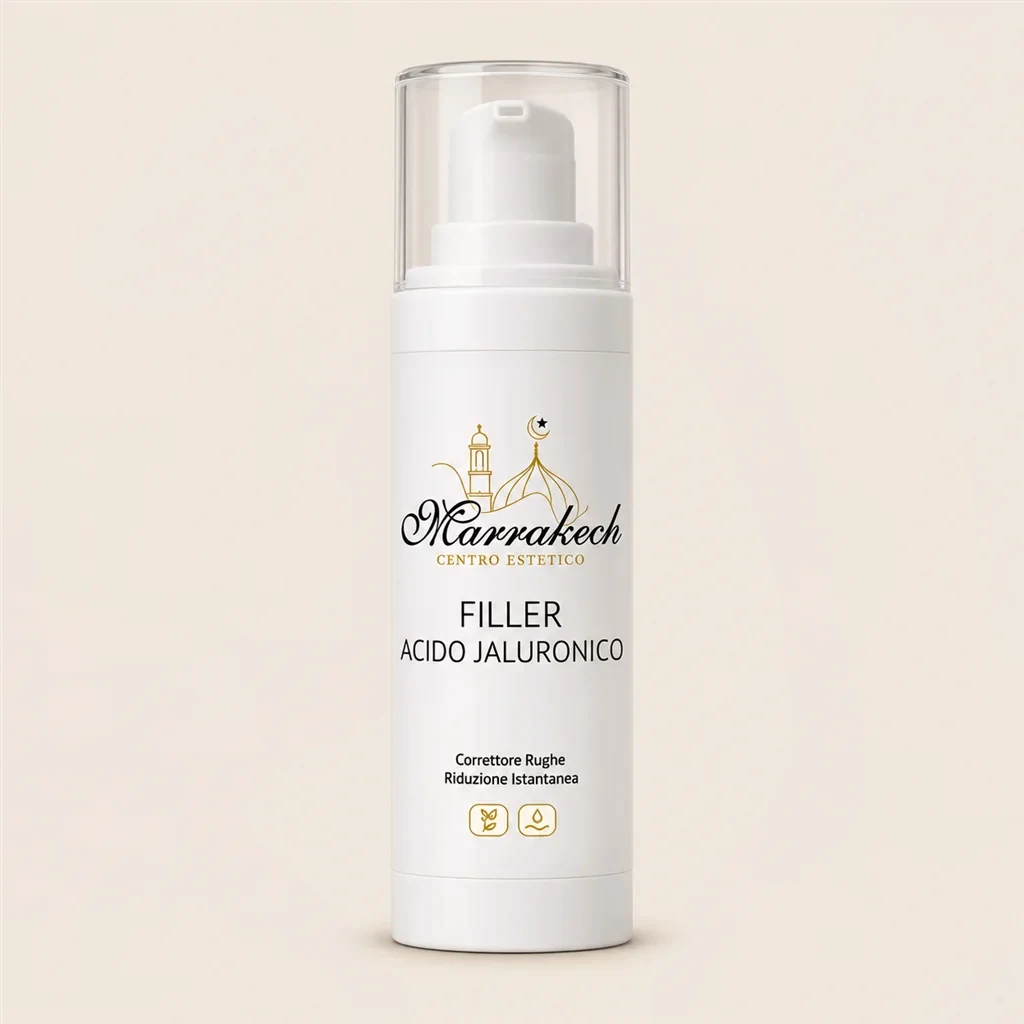 Marrakech
CENTRO ESTETICO
FILLER
ACIDO JALURONICO
Correttore Rughe
Riduzione Istantanea